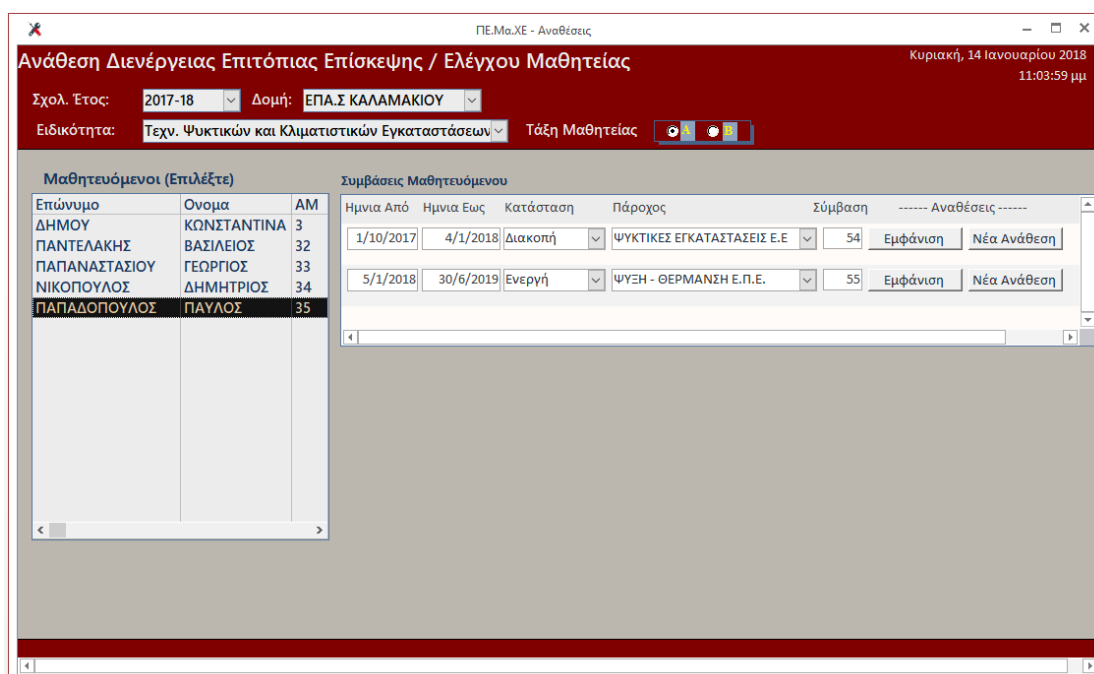 ΠΕ.Μα.ΧΕ - Αναθέσεις
Ανάθεση Διενέργειας Επιτόπιας Επίσκεψης / Ελέγχου Μαθητείας
Κυριακή, 14 Ιανουαρίου 2018
11:03:59 μμ
Σχολ. Έτος: 2017-18 Δομή: ΕΠΑ.Σ ΚΑΛΑΜΑΚΙΟΥ
Ειδικότητα: Τεχν. Ψυκτικών και Κλιματιστικών Εγκαταστάσεων Τάξη Μαθητείας Α Β
Μαθητευόμενοι (Επιλέξτε)
Επώνυμο Ονομα ΑΜ
ΔΗΜΟΥ ΚΩΝΣΤΑΝΤΙΝΑ 3
ΠΑΝΤΕΛΑΚΗΣ ΒΑΣΙΛΕΙΟΣ 32
ΠΑΠΑΝΑΣΤΑΣΙΟΥ ΓΕΩΡΓΙΟΣ 33
ΝΙΚΟΠΟΥΛΟΣ ΔΗΜΗΤΡΙΟΣ 34
ΠΑΠΑΔΟΠΟΥΛΟΣ ΠΑΥΛΟΣ 35
Συμβάσεις Μαθητευόμενου
Ημνια Από Ημνια Εως Κατάσταση Πάροχος Σύμβαση ------ Αναθέσεις ------
1/10/2017 4/1/2018 Διακοπή ΨΥΚΤΙΚΕΣ ΕΓΚΑΤΑΣΤΑΣΕΙΣ Ε.Ε 54 Εμφάνιση Νέα Ανάθεση
5/1/2018 30/6/2019 Ενεργή ΨΥΞΗ - ΘΕΡΜΑΝΣΗ Ε.Π.Ε. 55 Εμφάνιση Νέα Ανάθεση